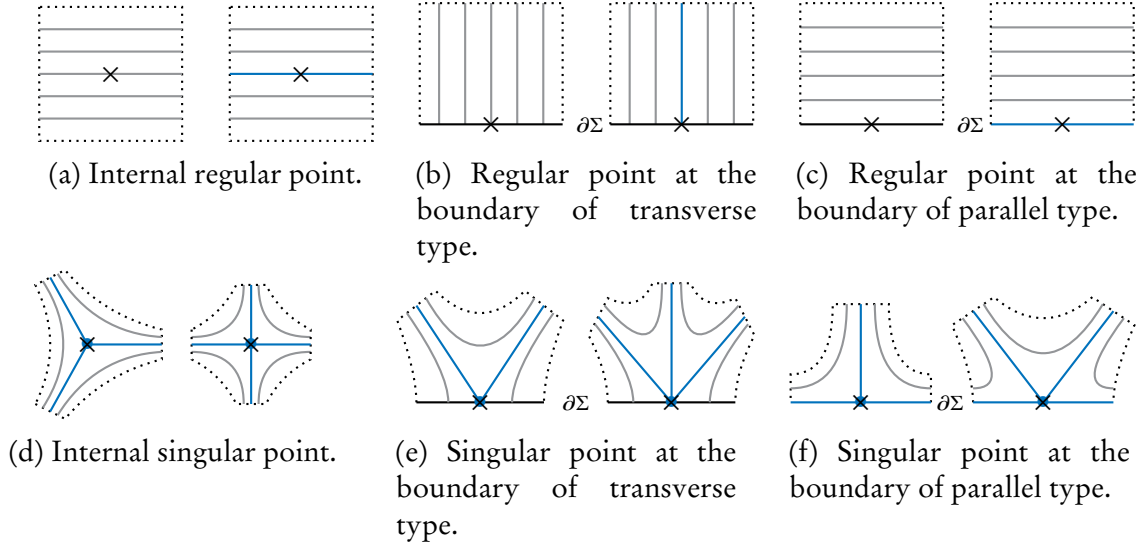 ∂Σ
∂Σ
(a) Internal regular point.
(b) Regular point at the
boundary of transverse
type.
(c) Regular point at the
boundary of parallel type.
∂Σ
∂Σ
(d) Internal singular point.
(e) Singular point at the
boundary of transverse
type.
(f) Singular point at the
boundary of parallel type.